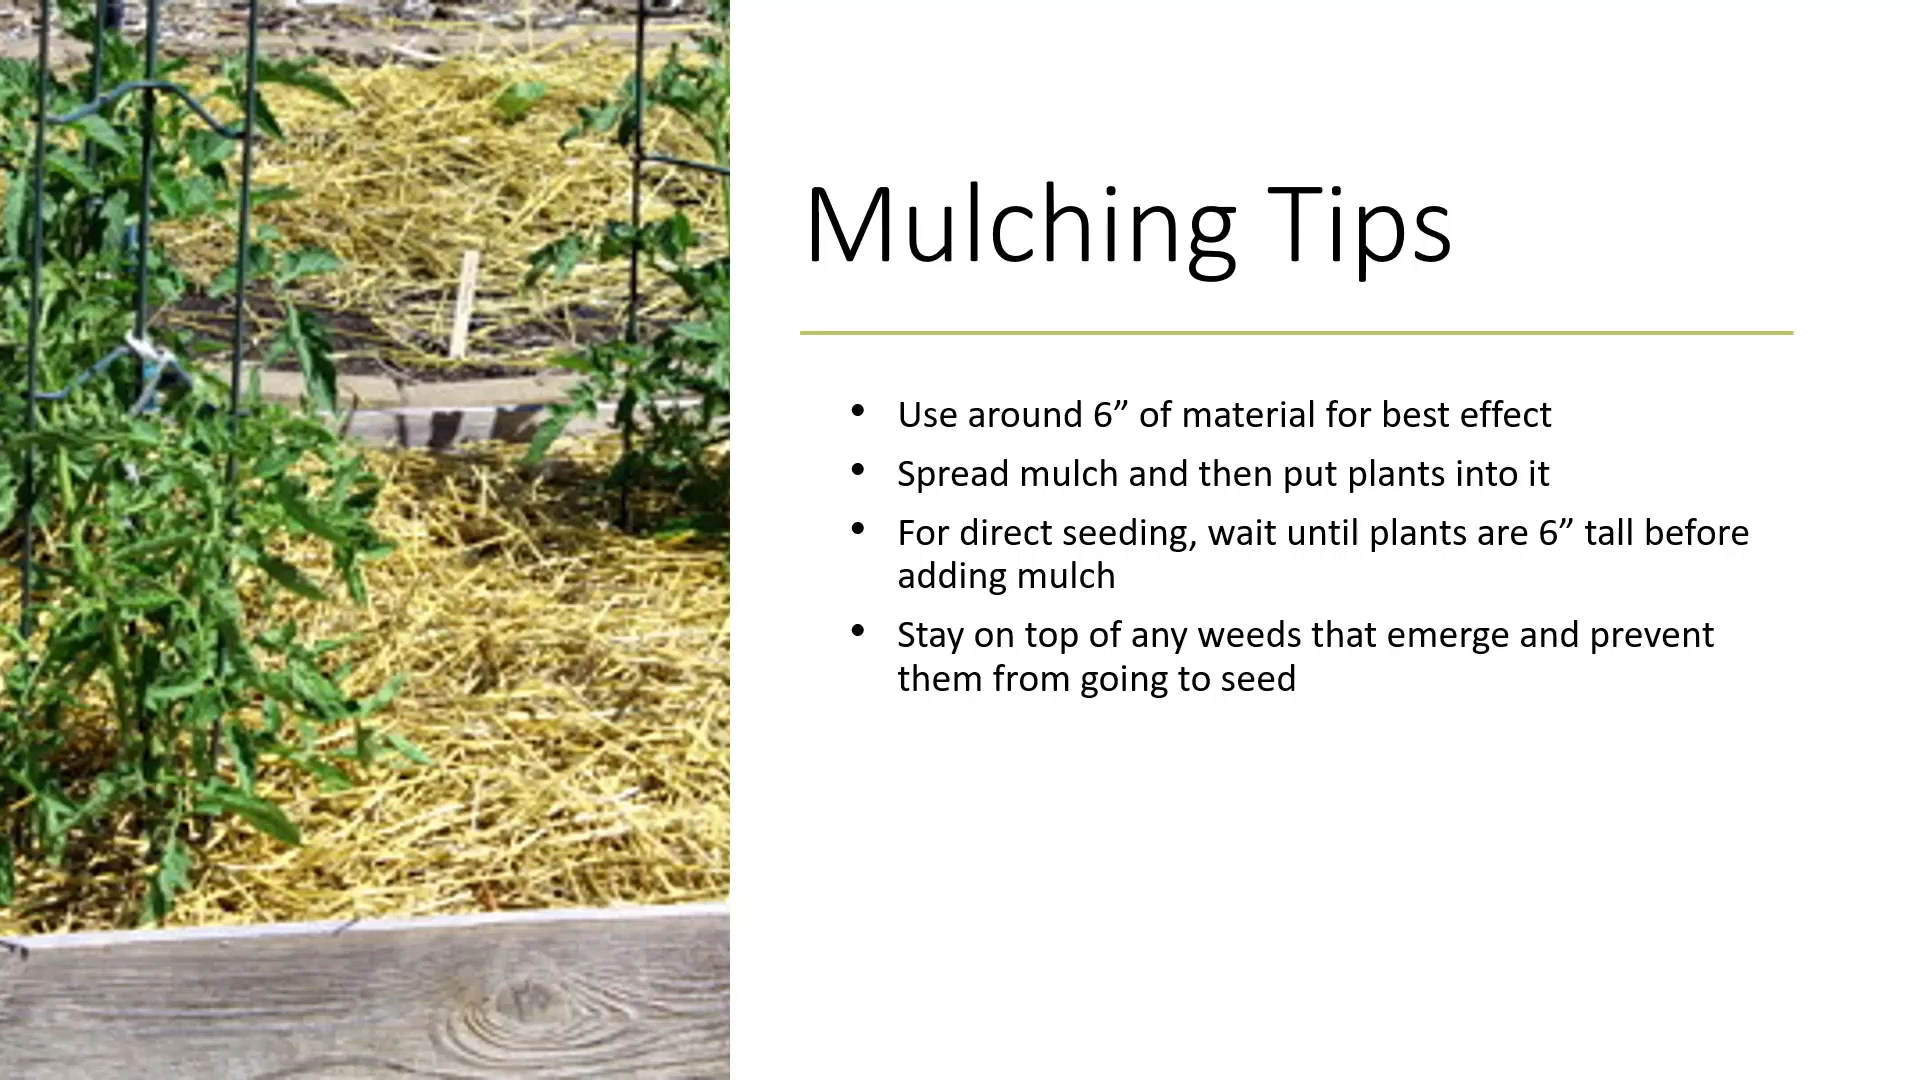 Mulching Tips
• Use around 6” of material for best effect
• Spread mulch and then put plants into it
• For direct seeding, wait until plants are 6” tall before
adding mulch
• Stay on top of any weeds that emerge and prevent
them from going to seed